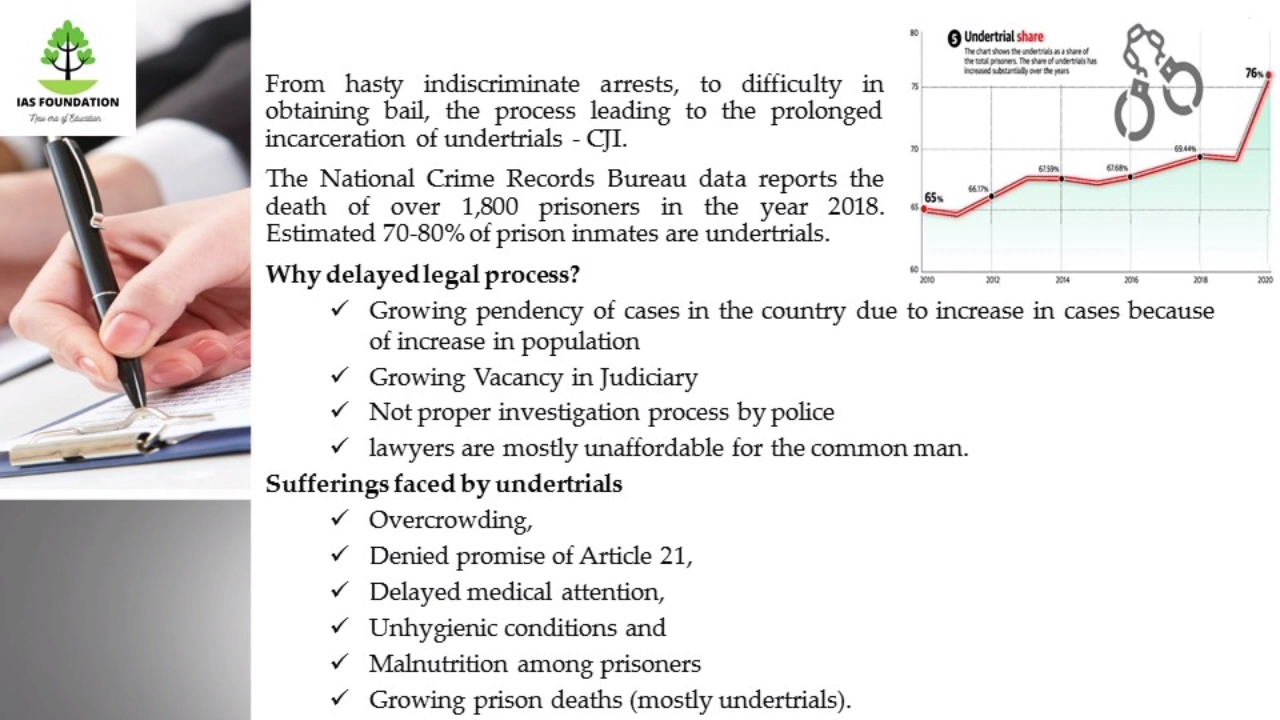 IAS FOUNDATION
New era of Education
From hasty indiscriminate arrests, to difficulty in
obtaining bail, the process leading to the prolonged
incarceration of undertrials - CJI.
The National Crime Records Bureau data reports the
death of over 1,800 prisoners in the year 2018.
Estimated 70-80% of prison inmates are undertrials.
5 Undertrial share
The chart shows the undertrials as a share of
the total prisoners. The share of undertrials has
increased substantially over the years
80
75
70
65
60
65%
66.17%
67.59%
67.68%
69.44%
76%
2010 2012 2014 2016 2018 2020
Why delayed legal process?
✓ Growing pendency of cases in the country due to increase in cases because
of increase in population
✓ Growing Vacancy in Judiciary
✓ Not proper investigation process by police
✓ lawyers are mostly unaffordable for the common man.
Sufferings faced by undertrials
✓ Overcrowding,
✓ Denied promise of Article 21,
✓ Delayed medical attention,
✓ Unhygienic conditions and
✓ Malnutrition among prisoners
✓ Growing prison deaths (mostly undertrials).